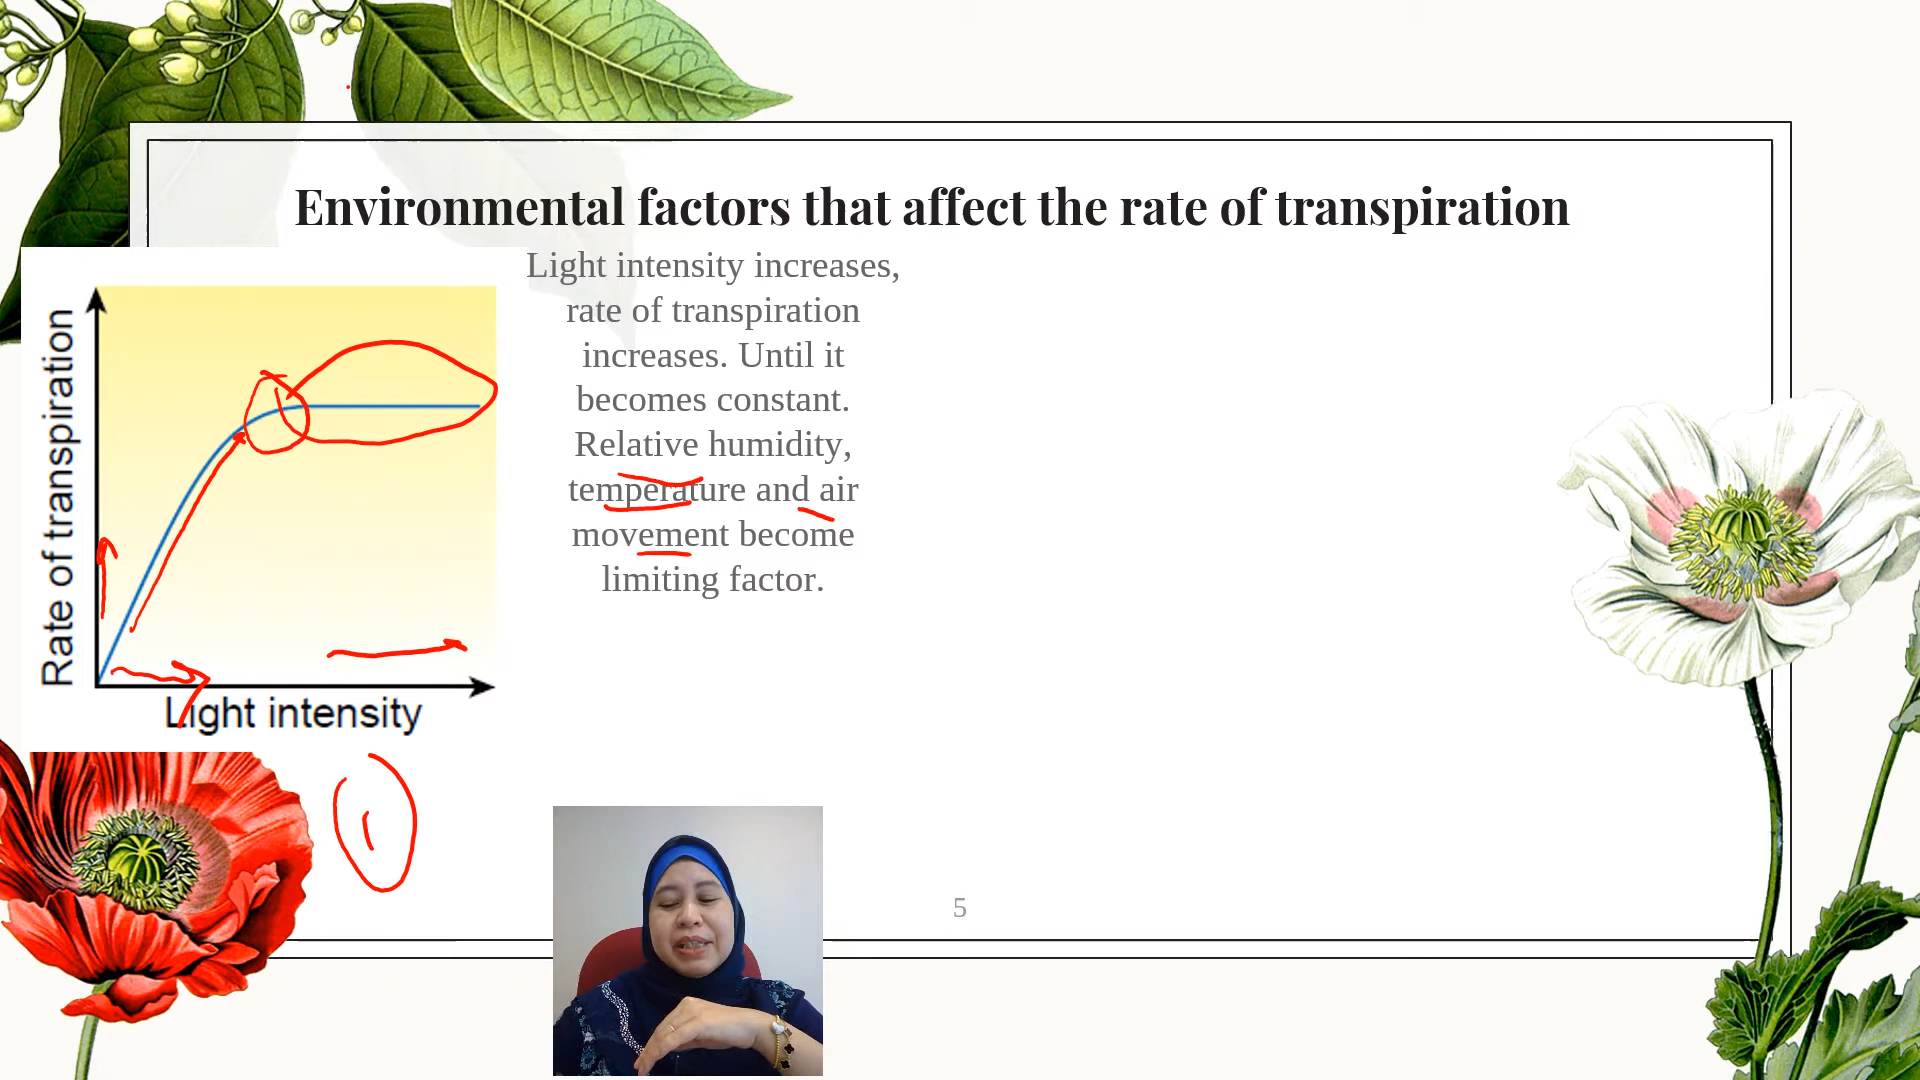 Environmental factors that affect the rate of transpiration
Rate of transpiration
Light intensity
Light intensity increases,
rate of transpiration
increases. Until it
becomes constant.
Relative humidity,
temperature and air
movement become
limiting factor.
5